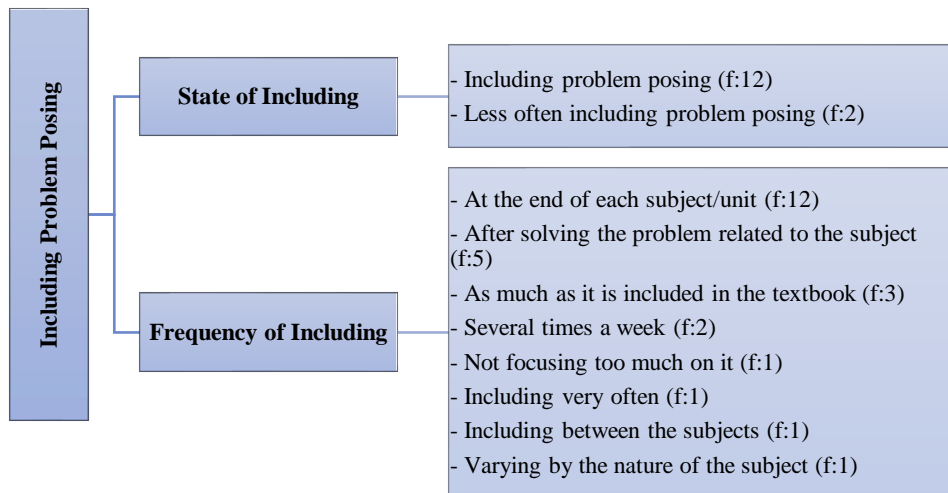 Including Problem Posing
State of Including
- Including problem posing (f:12)
- Less often including problem posing (f:2)
Frequency of Including
- At the end of each subject/unit (f:12)
- After solving the problem related to the subject
(f:5)
- As much as it is included in the textbook (f:3)
- Several times a week (f:2)
- Not focusing too much on it (f:1)
- Including very often (f:1)
- Including between the subjects (f:1)
- Varying by the nature of the subject (f:1)